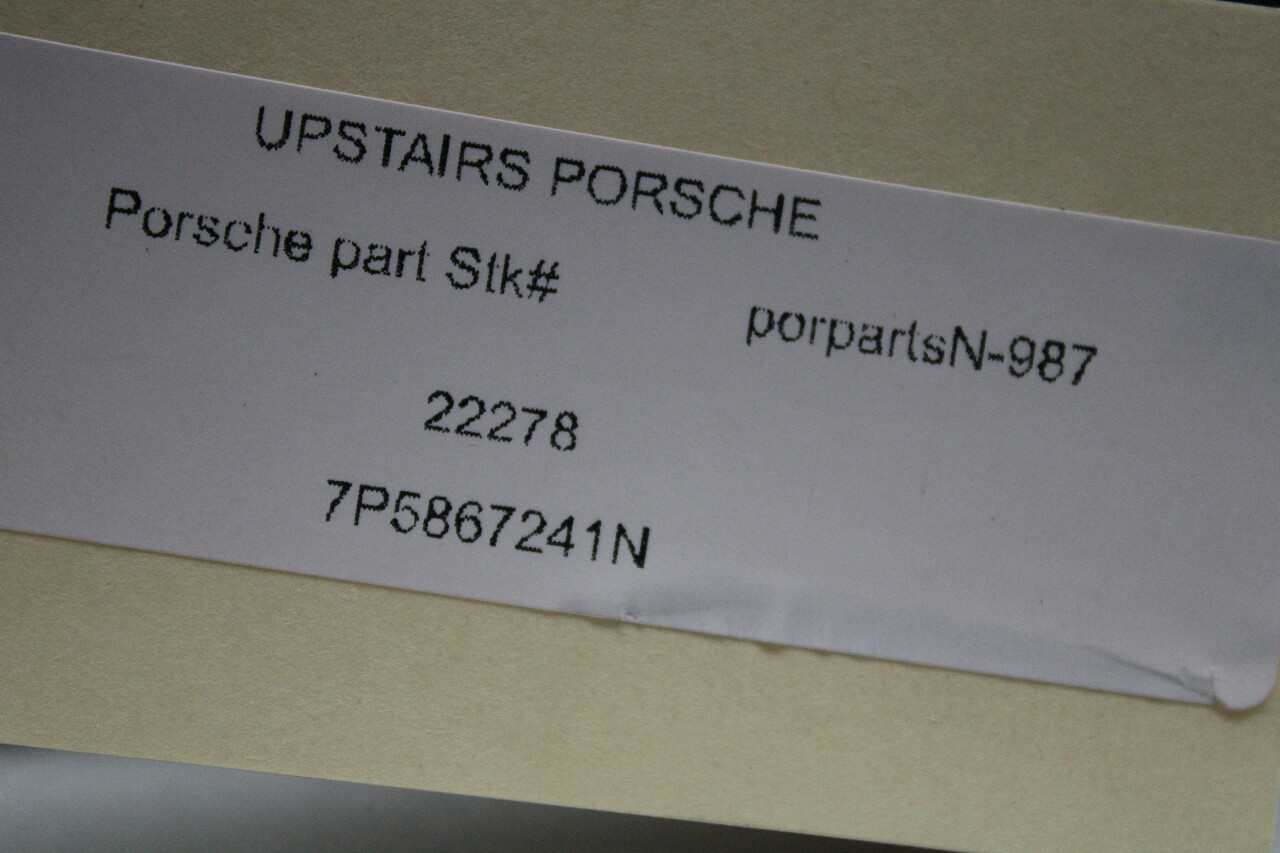 UPSTAIRS PORSCHE
Porsche part Stk#
porpartsN-987
22278
7P5867241N